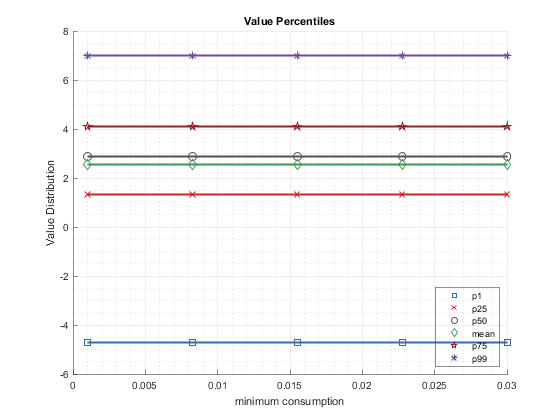 Value Percentiles
8
6
4
2
0
-2
-4
-6
Value Distribution
p1
p25
p50
mean
p75
p99
0
0.005
0.01
0.015
0.02
0.025
0.03
minimum consumption